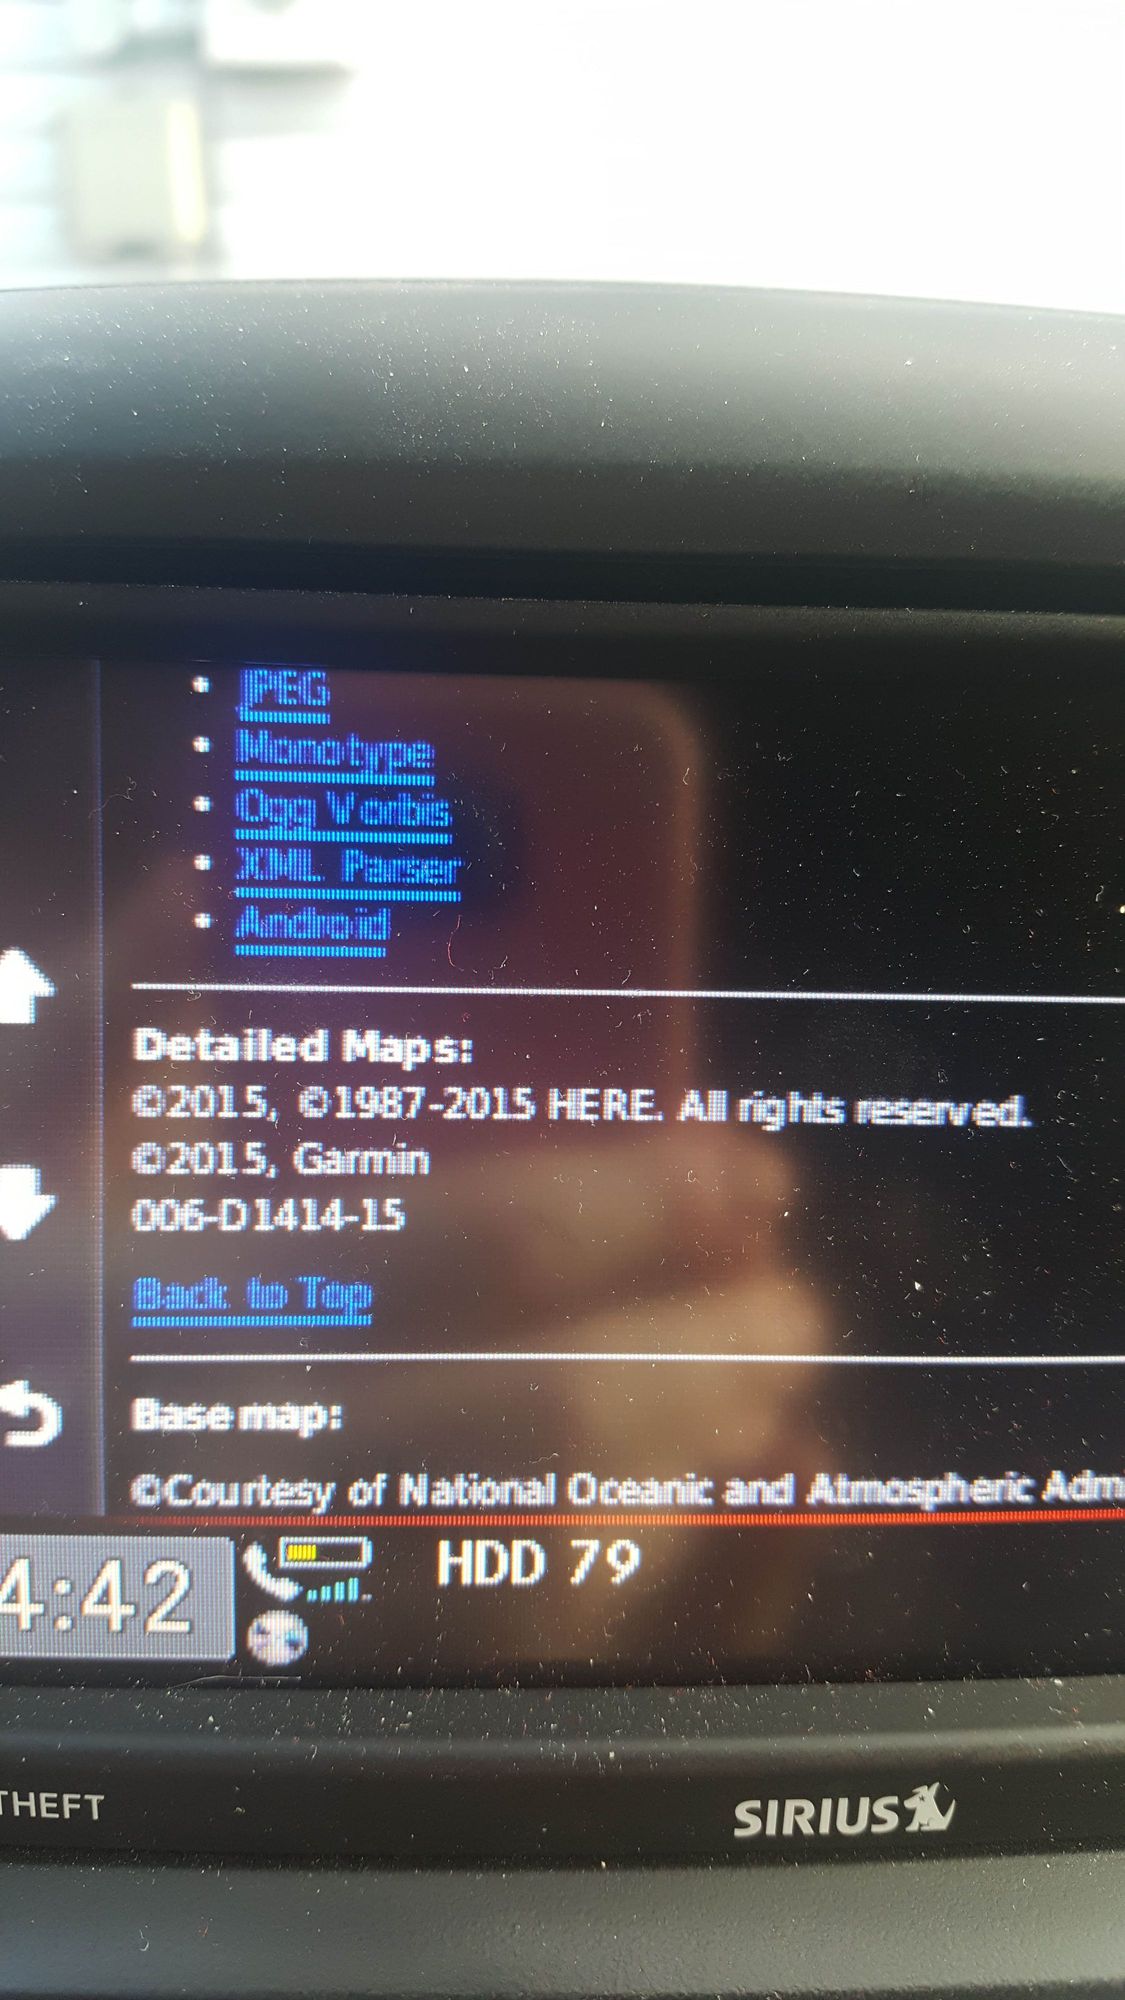 JPEG
Monotype
Ogg Vorbis
XML Parser
Android
Detailed Maps:
©2015, ©1987-2015 HERE. All rights reserved.
©2015, Garmin
006-D1414-15
Back to Top
Base map:
©Courtesy of National Oceanic and Atmospheric Adm
4:42
HDD 79
THEFT
SIRIUS